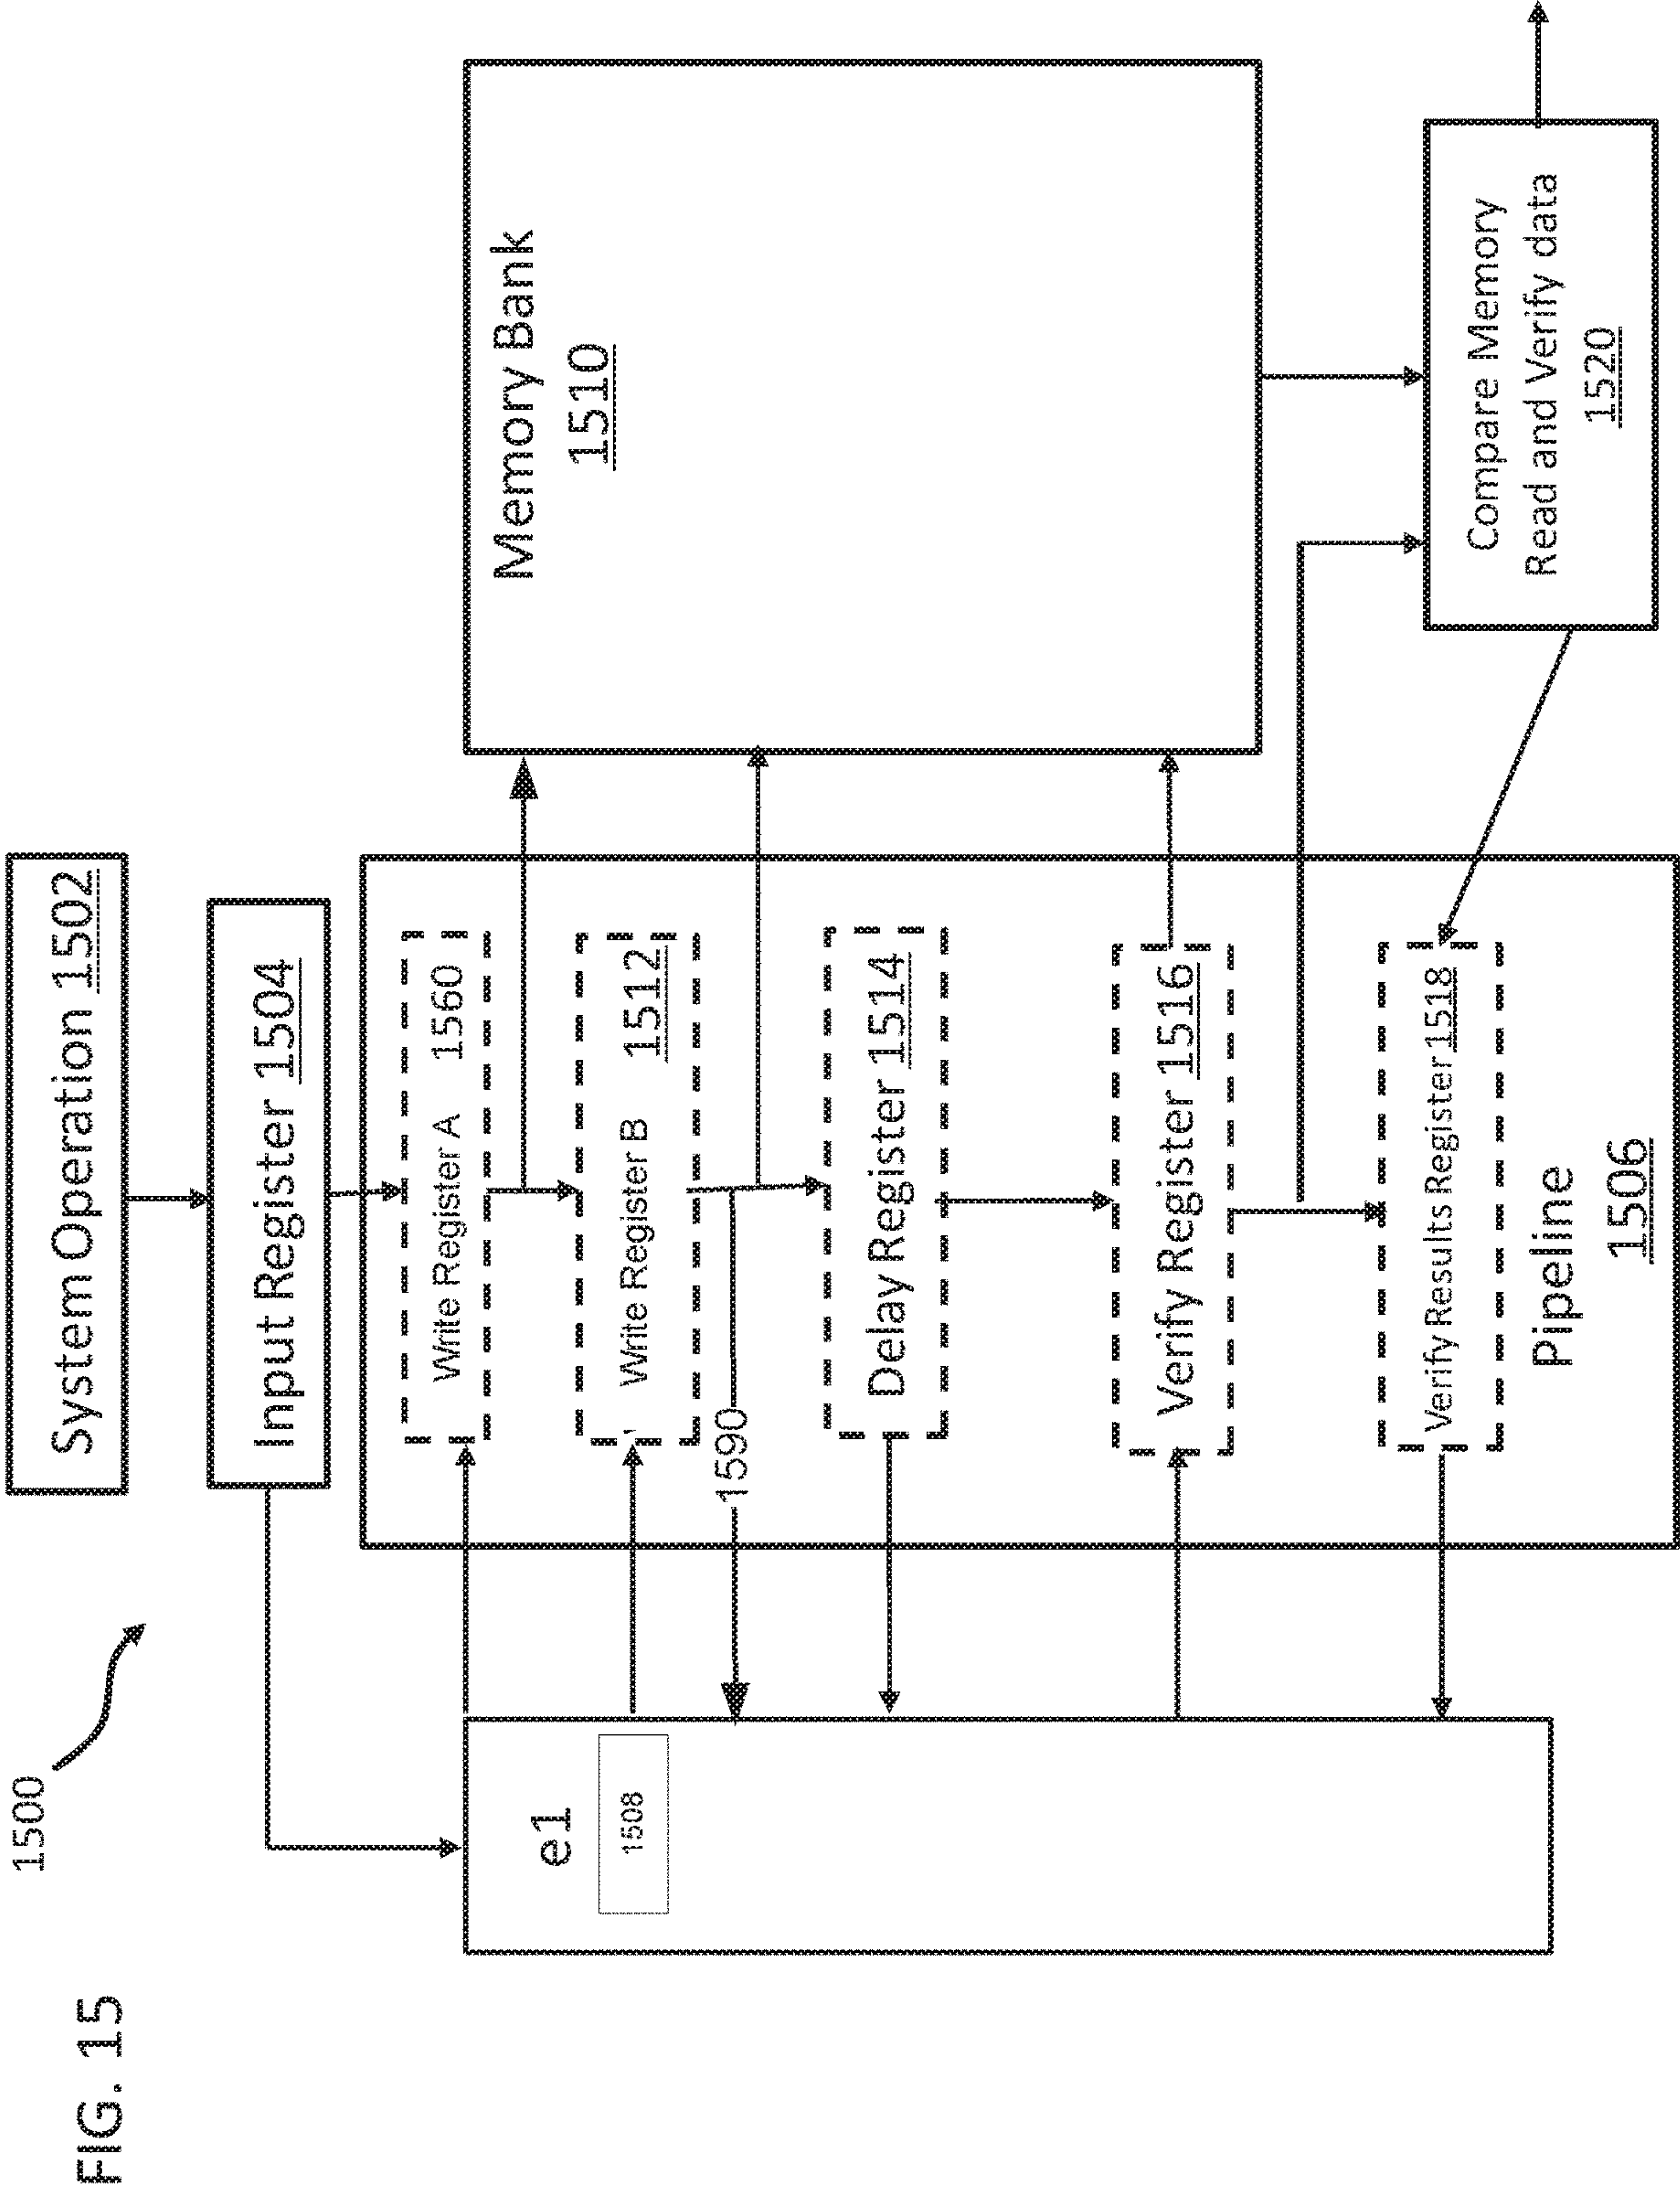 FIG. 15
1500
System Operation 1502
Input Register 1504
Write Register A 1560
Write Register B 1512
1590
Delay Register 1514
Verify Register 1516
Verify Results Register 1518
Pipeline
1506
e1
1508
Memory Bank
1510
Compare Memory
Read and Verify data
1520